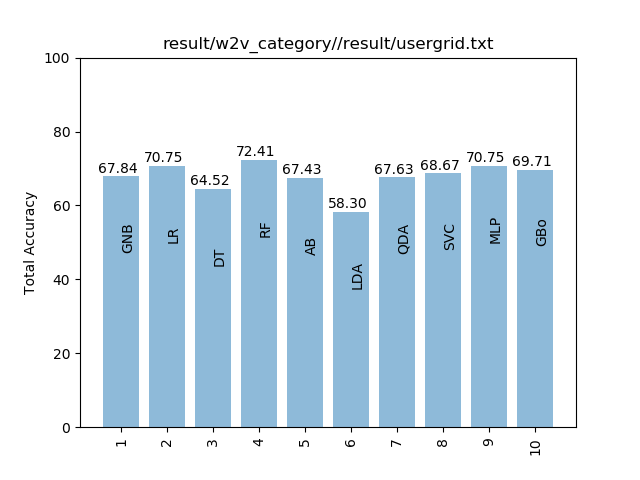 result/w2v_category//result/usergrid.txt
Total Accuracy
100
80
60
40
20
0
67.84
70.75
64.52
72.41
67.43
58.30
67.63
68.67
70.75
69.71
GNB
LR
DT
RF
AB
LDA
QDA
SVC
MLP
GBo
1
2
3
4
5
6
7
8
9
10